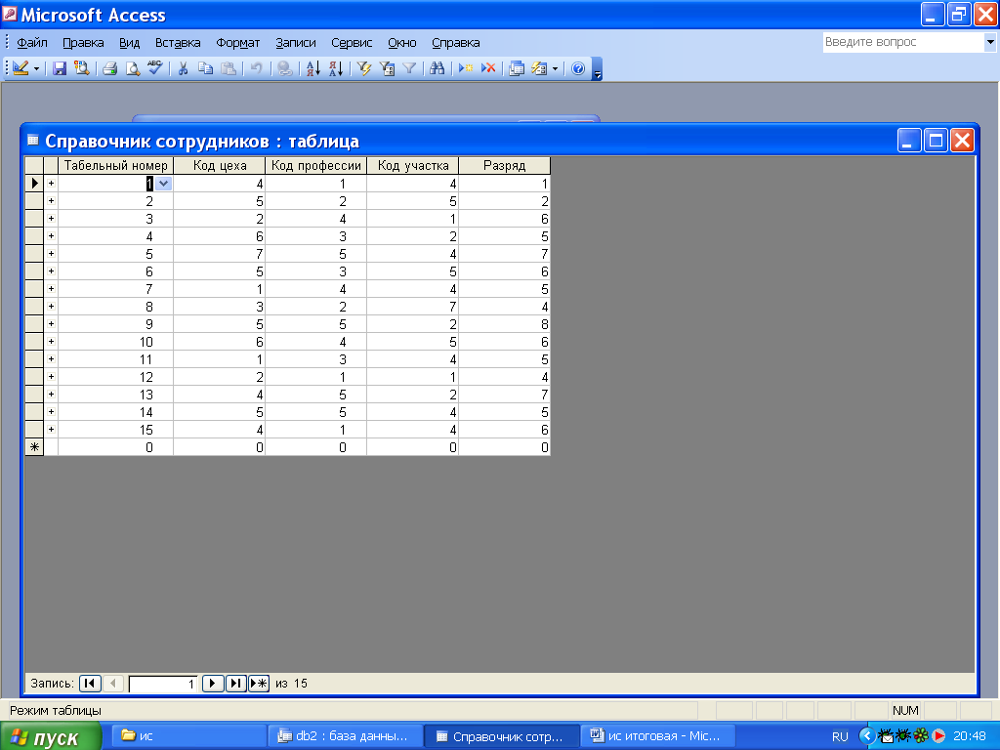 Microsoft Access
Файл Правка Вид Вставка Формат Записи Сервис Окно Справка Введите вопрос
Справочник сотрудников : таблица
Табельный номер Код цеха Код профессии Код участка Разряд
1 4 1 4 1
2 5 2 5 2
3 2 4 1 6
4 6 3 2 5
5 7 5 4 7
6 5 3 5 6
7 1 4 4 5
8 3 2 7 4
9 5 5 2 8
10 6 4 5 6
11 1 3 4 5
12 2 1 1 4
13 4 5 2 7
14 5 5 4 5
15 4 1 4 6
0 0 0 0 0
Запись: 1 из 15
Режим таблицы NUM
пуск ис db2 : база данны... Справочник сотр... ис итоговая - Mic... RU 20:48